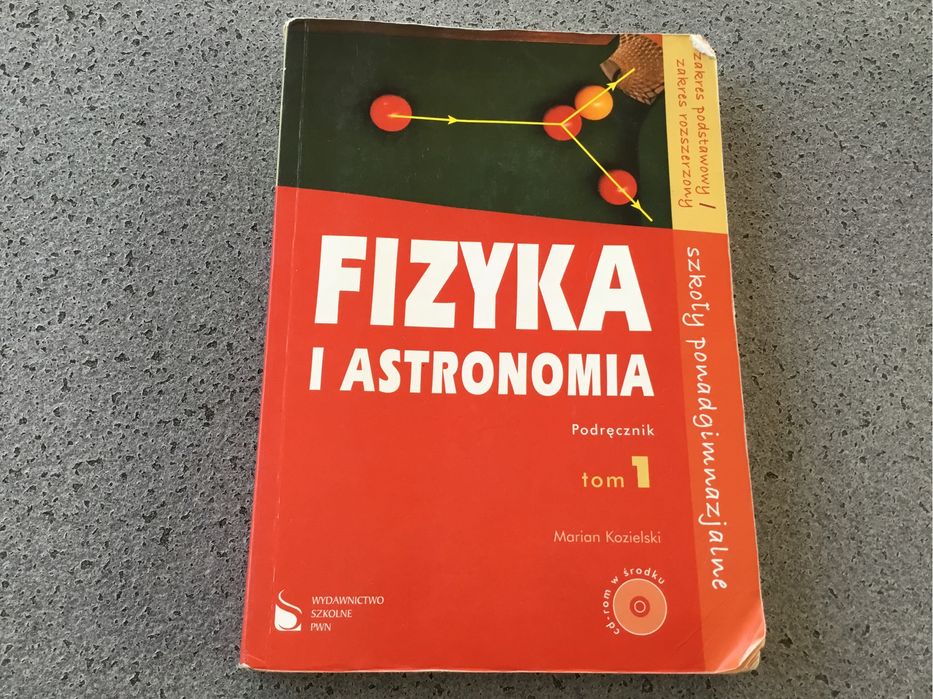 zakres podstawowy /
zakres rozszerzony
szkoły ponadgimnazjalne
FIZYKA
I ASTRONOMIA
Podręcznik
tom 1
Marian Kozielski
cd-rom w środku
WYDAWNICTWO
SZKOLNE
PWN